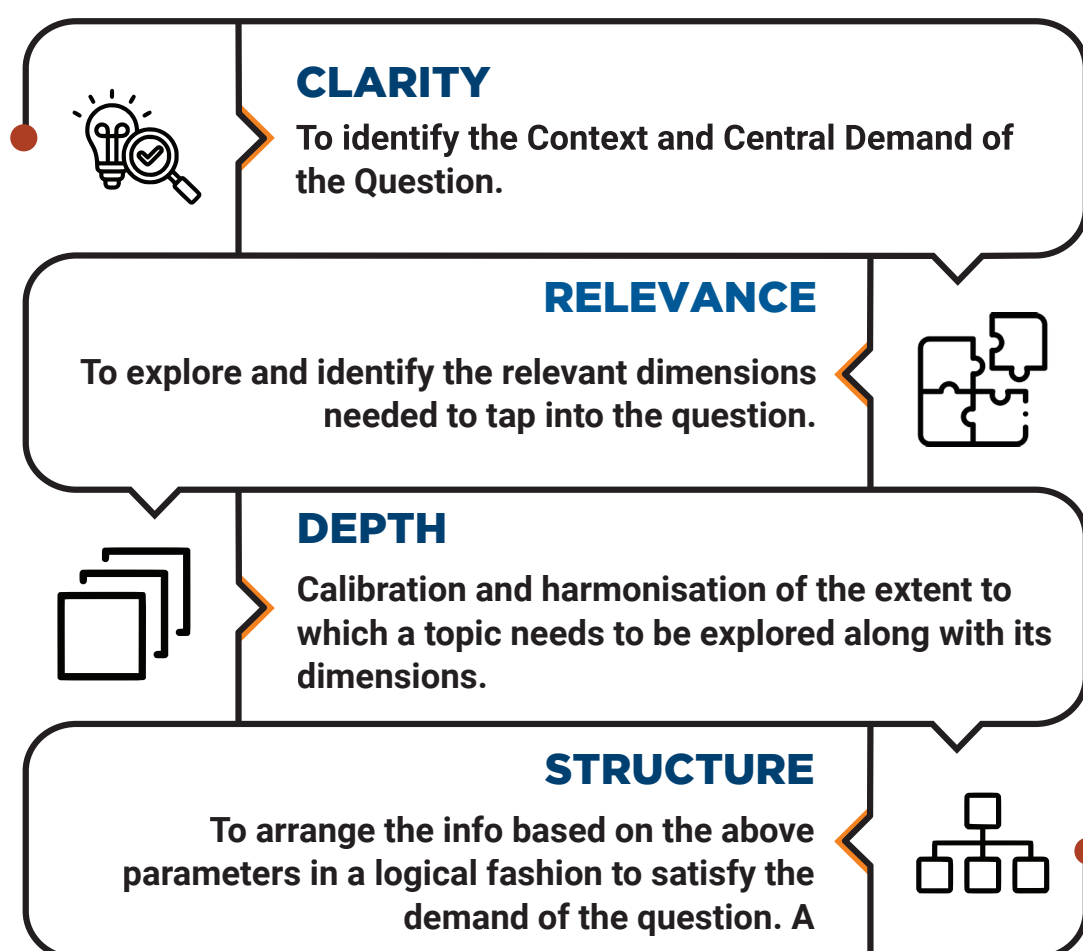 CLARITY
To identify the Context and Central Demand of
the Question.
RELEVANCE
To explore and identify the relevant dimensions
needed to tap into the question.
DEPTH
Calibration and harmonisation of the extent to
which a topic needs to be explored along with its
dimensions.
STRUCTURE
To arrange the info based on the above
parameters in a logical fashion to satisfy the
demand of the question. A